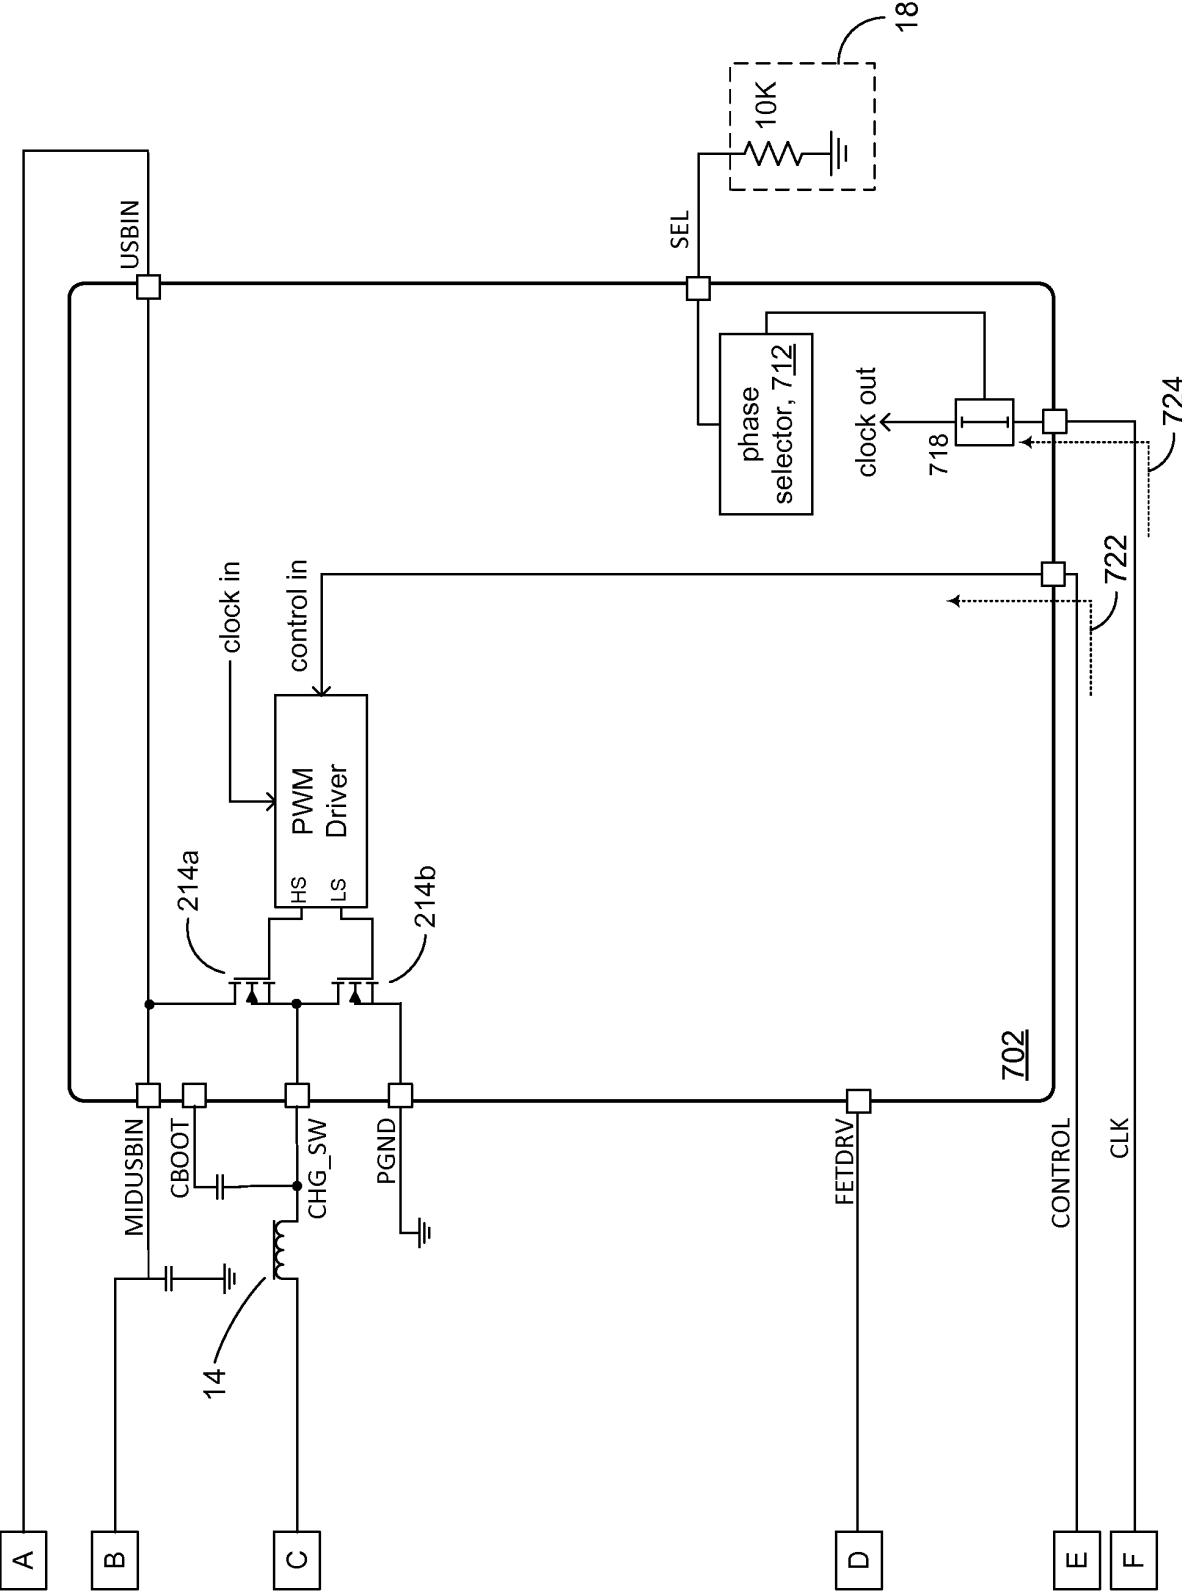 18
10K
USBIN
SEL
phase
selector, 712
clock out
718
724
722
clock in
control in
PWM
Driver
HS
LS
214a
214b
702
MIDUSBIN
CBOOT
CHG_SW
PGND
FETDRV
CONTROL
CLK
14
A
B
C
D
E
F